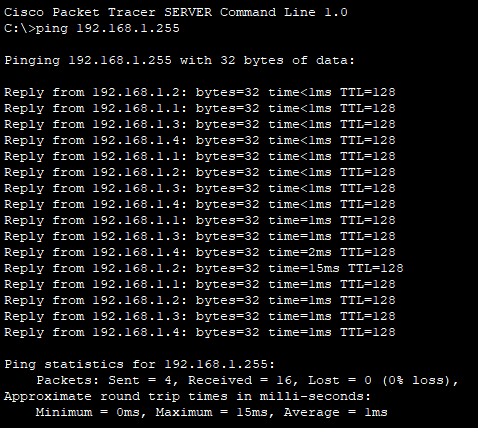 Cisco Packet Tracer SERVER Command Line 1.0
C:\>ping 192.168.1.255
Pinging 192.168.1.255 with 32 bytes of data:
Reply from 192.168.1.2: bytes=32 time<1ms TTL=128
Reply from 192.168.1.1: bytes=32 time<1ms TTL=128
Reply from 192.168.1.3: bytes=32 time<1ms TTL=128
Reply from 192.168.1.4: bytes=32 time<1ms TTL=128
Reply from 192.168.1.1: bytes=32 time<1ms TTL=128
Reply from 192.168.1.2: bytes=32 time<1ms TTL=128
Reply from 192.168.1.3: bytes=32 time<1ms TTL=128
Reply from 192.168.1.4: bytes=32 time<1ms TTL=128
Reply from 192.168.1.1: bytes=32 time=1ms TTL=128
Reply from 192.168.1.3: bytes=32 time=1ms TTL=128
Reply from 192.168.1.4: bytes=32 time=2ms TTL=128
Reply from 192.168.1.2: bytes=32 time=15ms TTL=128
Reply from 192.168.1.1: bytes=32 time=1ms TTL=128
Reply from 192.168.1.2: bytes=32 time=1ms TTL=128
Reply from 192.168.1.3: bytes=32 time=1ms TTL=128
Reply from 192.168.1.4: bytes=32 time=1ms TTL=128
Ping statistics for 192.168.1.255:
Packets: Sent = 4, Received = 16, Lost = 0 (0% loss),
Approximate round trip times in milli-seconds:
Minimum = 0ms, Maximum = 15ms, Average = 1ms